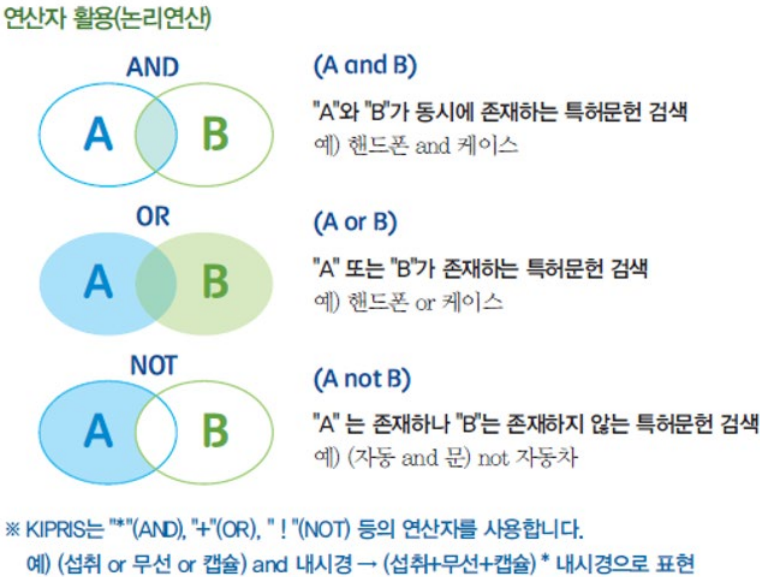 연산자 활용(논리연산)
AND
A B
(A and B)
"A"와 "B"가 동시에 존재하는 특허문헌 검색
예) 핸드폰 and 케이스
OR
A B
(A or B)
"A" 또는 "B"가 존재하는 특허문헌 검색
예) 핸드폰 or 케이스
NOT
A B
(A not B)
"A" 는 존재하나 "B"는 존재하지 않는 특허문헌 검색
예) (자동 and 문) not 자동차
※ KIPRIS는 "*"(AND), "+"(OR), " ! "(NOT) 등의 연산자를 사용합니다.
예) (섭취 or 무선 or 캡슐) and 내시경 → (섭취+무선+캡슐) * 내시경으로 표현